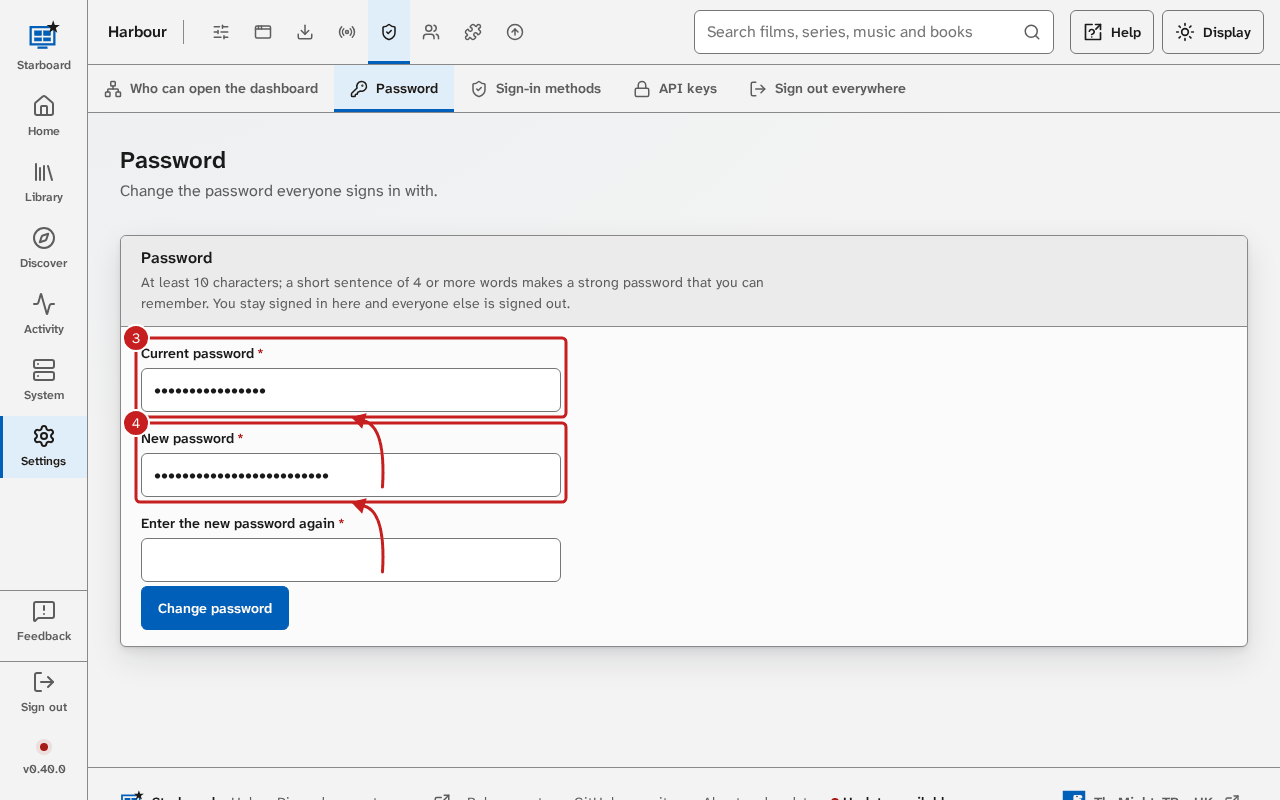 Starboard
Home
Library
Discover
Activity
System
Settings
Feedback
Sign out
v0.40.0
Harbour
Search films, series, music and books
Help
Display
Who can open the dashboard
Password
Sign-in methods
API keys
Sign out everywhere
Password
Change the password everyone signs in with.
Password
At least 10 characters; a short sentence of 4 or more words makes a strong password that you can
remember. You stay signed in here and everyone else is signed out.
3
Current password *
••••••••••••••••
4
New password *
•••••••••••••••••••••••••
Enter the new password again *
Change password